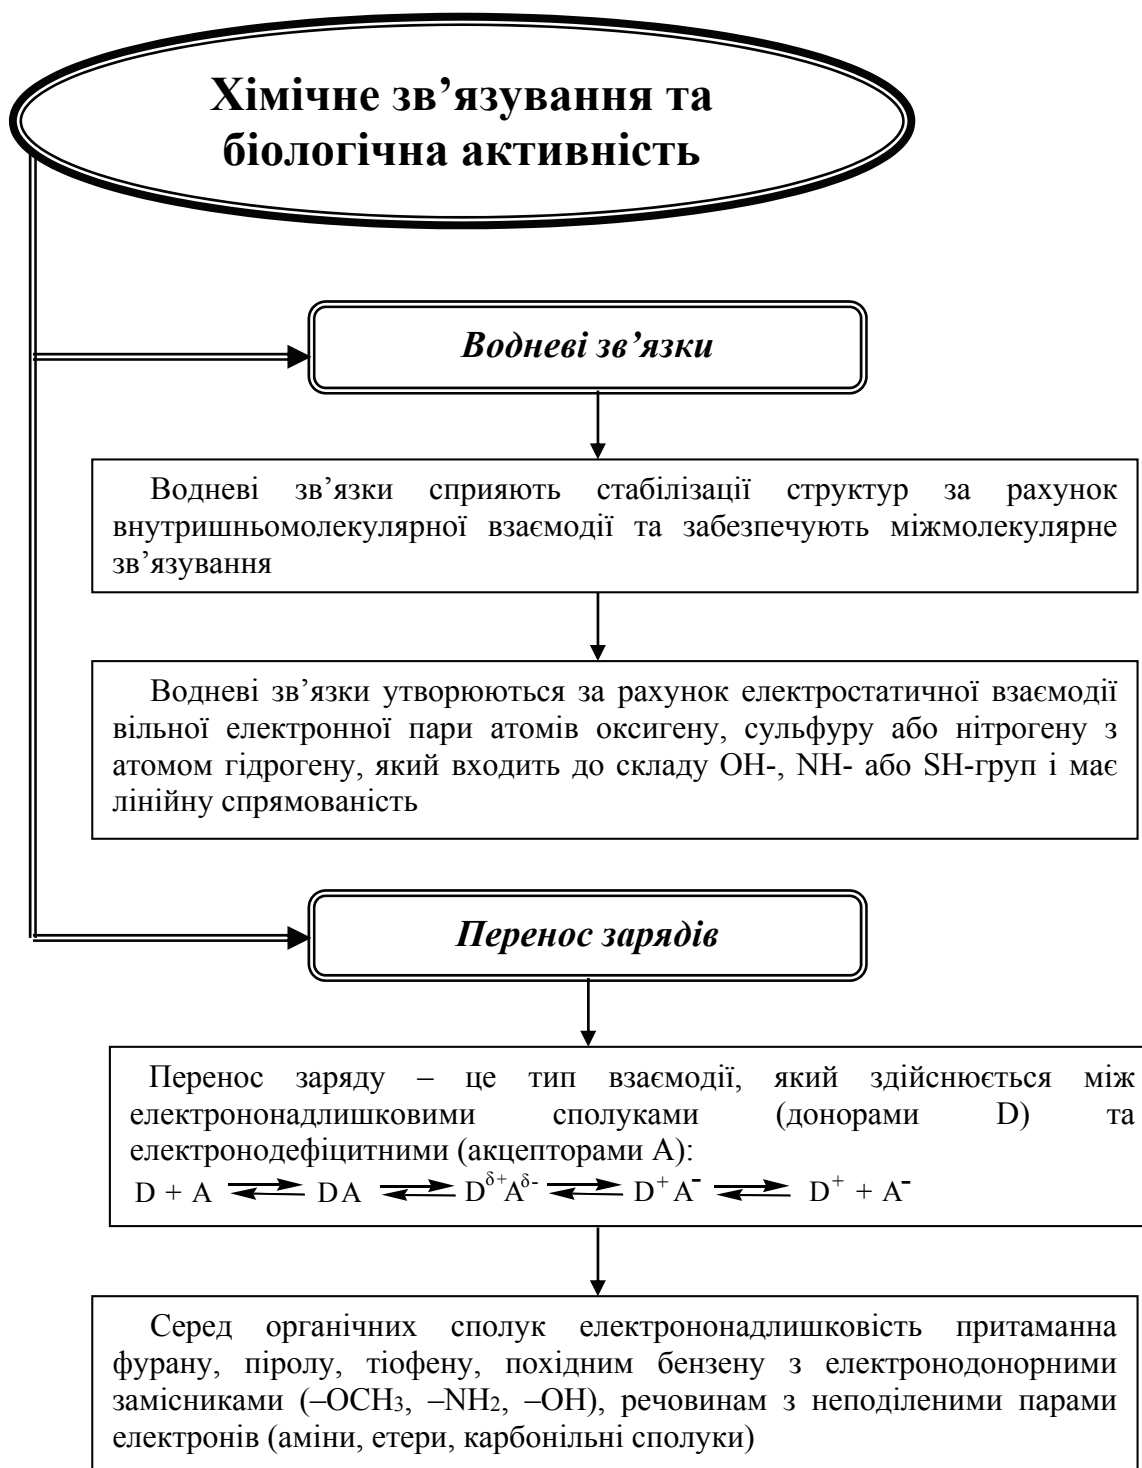 Хімічне зв’язування та
біологічна активність
Водневі зв’язки
Водневі зв’язки сприяють стабілізації структур за рахунок
внутришньомолекулярної взаємодії та забезпечують міжмолекулярне
зв’язування
Водневі зв’язки утворюються за рахунок електростатичної взаємодії
вільної електронної пари атомів оксигену, сульфуру або нітрогену з
атомом гідрогену, який входить до складу ОН-, NH- або SH-груп і має
лінійну спрямованість
Перенос зарядів
Перенос заряду – це тип взаємодії, який здійснюється між
електрононадлишковими сполуками (донорами D) та
електронодефіцитними (акцепторами А):
D + A ⇌ DA ⇌ D^δ+A^δ- ⇌ D⁺A⁻ ⇌ D⁺ + A⁻
Серед органічних сполук електрононадлишковість притаманна
фурану, піролу, тіофену, похідним бензену з електронодонорними
замісниками (–OCH₃, –NH₂, –OH), речовинам з неподіленими парами
електронів (аміни, етери, карбонільні сполуки)